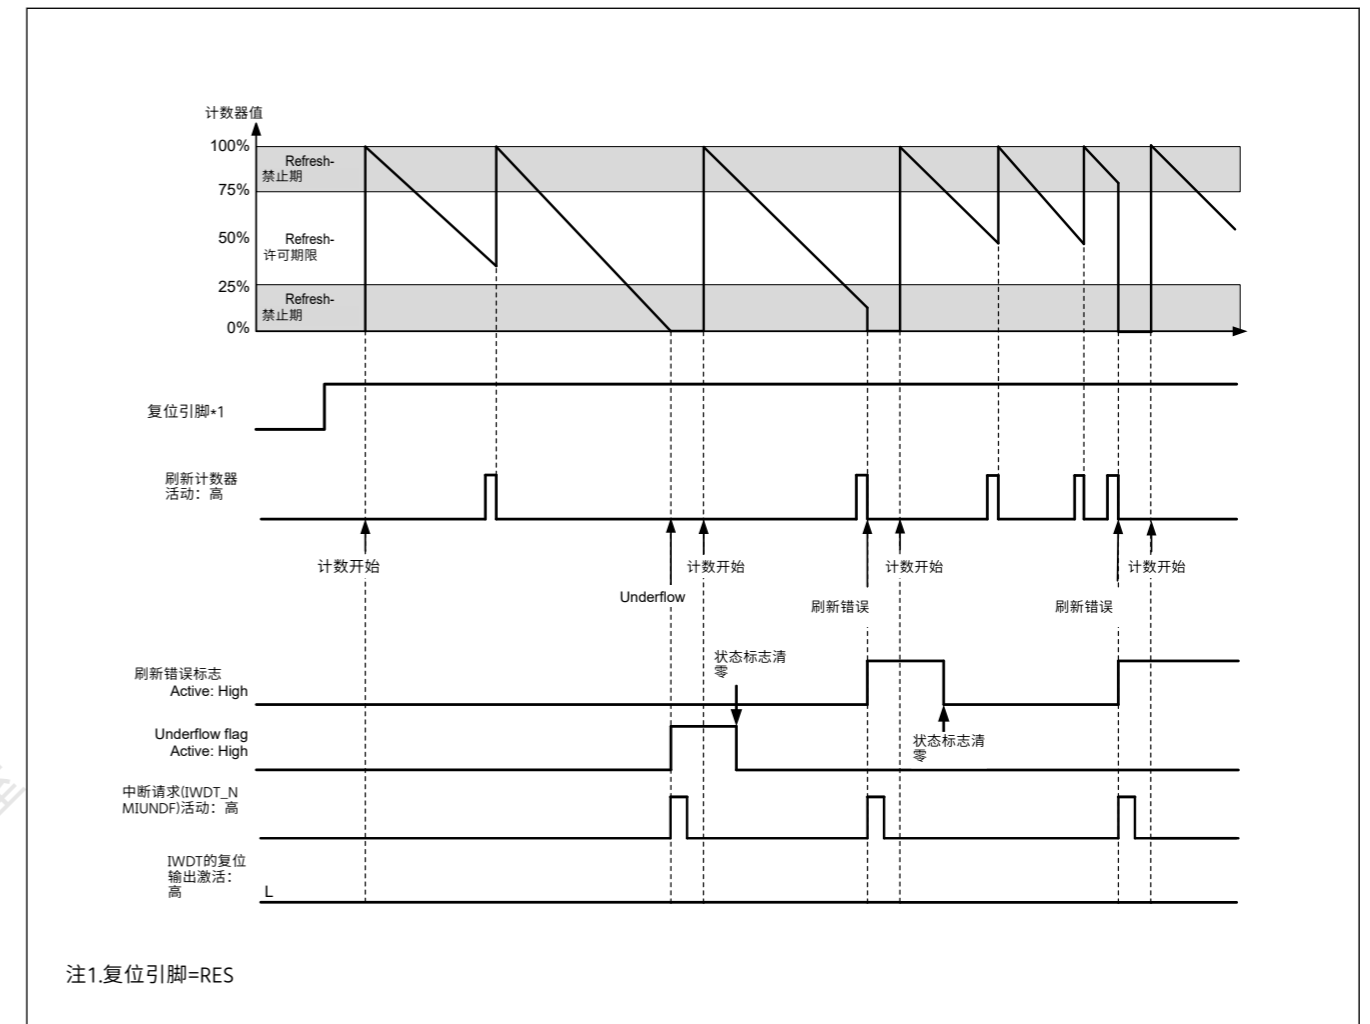 计数器值
100%
Refresh-
禁止期
75%
50%
Refresh-
许可期限
25%
Refresh-
禁止期
0%
复位引脚*1
刷新计数器
活动：高
计数开始
计数开始
计数开始
计数开始
Underflow
刷新错误
刷新错误
状态标志清
零
刷新错误标志
Active: High
Underflow flag
Active: High
状态标志清
零
中断请求(IWDT_N
MIUNDF)活动：高
IWDT的复位
输出激活：
高
L
注1.复位引脚=RES